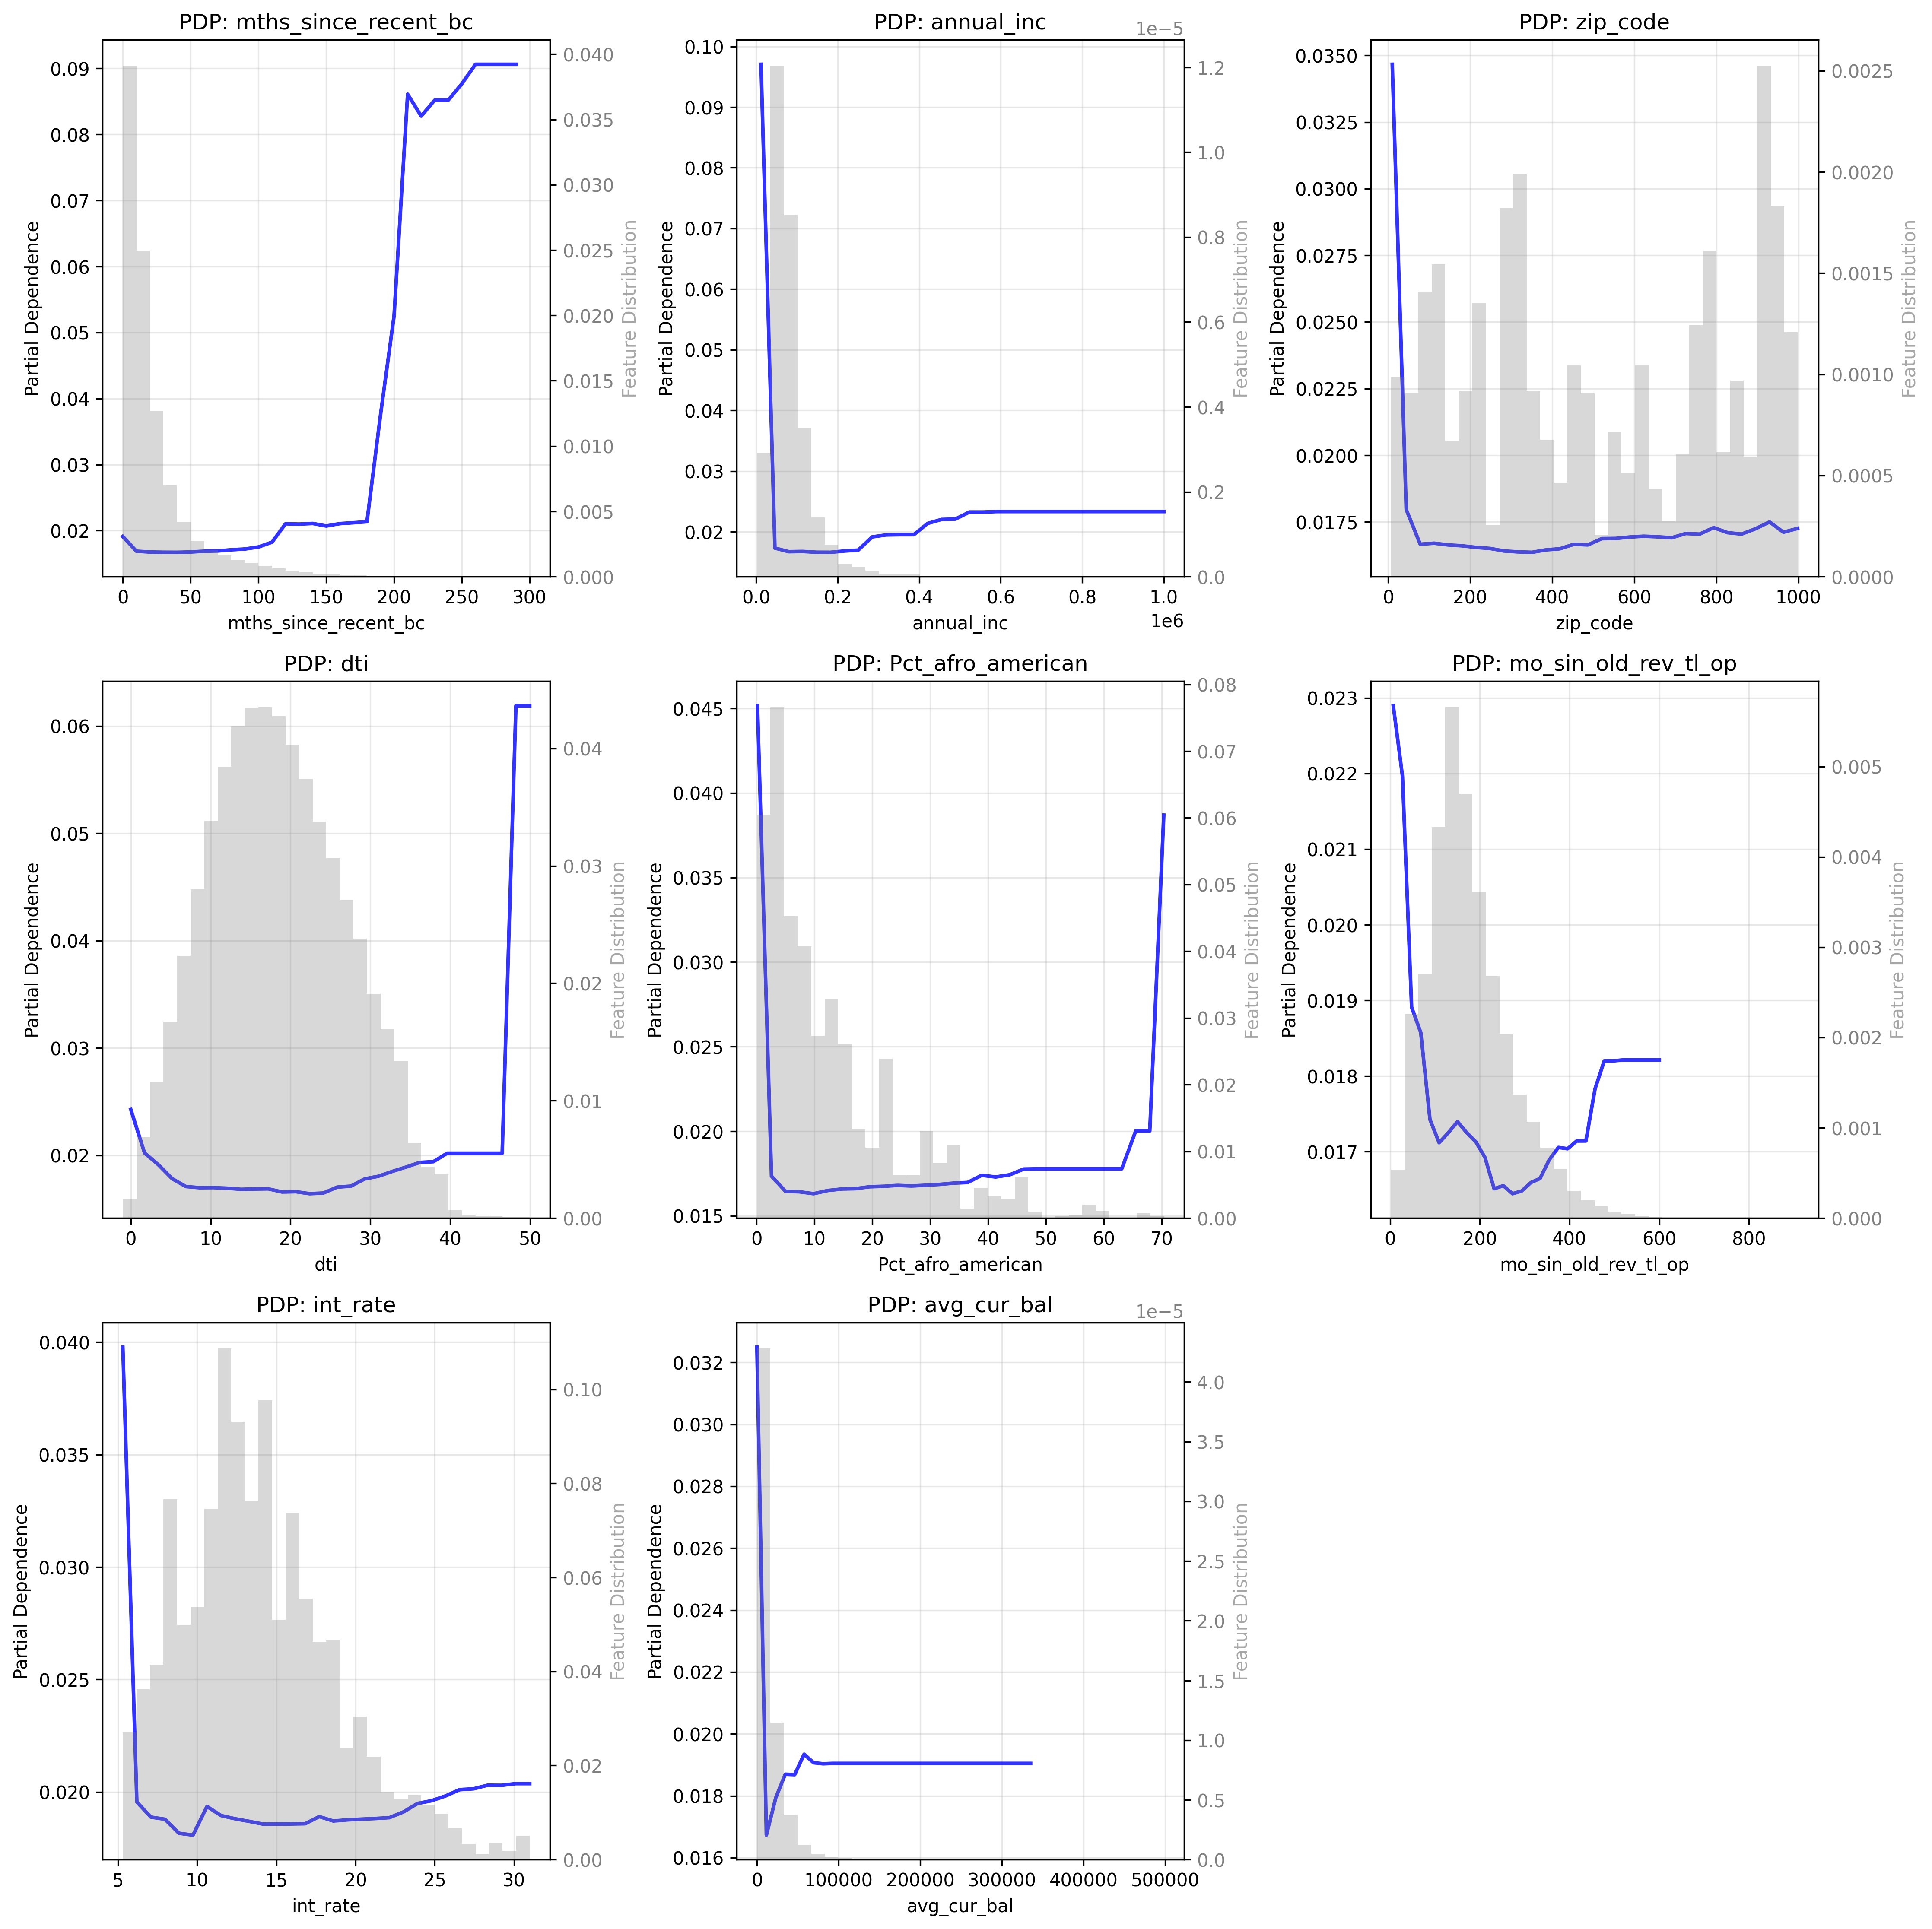 PDP: mths_since_recent_bc
0.09
0.08
0.07
0.06
0.05
0.04
0.03
0.02
Partial Dependence
0.040
0.035
0.030
0.025
0.020
0.015
0.010
0.005
0.000
Feature Distribution
0 50 100 150 200 250 300
mths_since_recent_bc
PDP: annual_inc
1e−5
0.10
0.09
0.08
0.07
0.06
0.05
0.04
0.03
0.02
Partial Dependence
1.2
1.0
0.8
0.6
0.4
0.2
0.0
Feature Distribution
0.0 0.2 0.4 0.6 0.8 1.0
1e6
annual_inc
PDP: zip_code
0.0350
0.0325
0.0300
0.0275
0.0250
0.0225
0.0200
0.0175
Partial Dependence
0.0025
0.0020
0.0015
0.0010
0.0005
0.0000
Feature Distribution
0 200 400 600 800 1000
zip_code
PDP: dti
0.06
0.05
0.04
0.03
0.02
Partial Dependence
0.04
0.03
0.02
0.01
0.00
Feature Distribution
0 10 20 30 40 50
dti
PDP: Pct_afro_american
0.045
0.040
0.035
0.030
0.025
0.020
0.015
Partial Dependence
0.08
0.07
0.06
0.05
0.04
0.03
0.02
0.01
0.00
Feature Distribution
0 10 20 30 40 50 60 70
Pct_afro_american
PDP: mo_sin_old_rev_tl_op
0.023
0.022
0.021
0.020
0.019
0.018
0.017
Partial Dependence
0.005
0.004
0.003
0.002
0.001
0.000
Feature Distribution
0 200 400 600 800
mo_sin_old_rev_tl_op
PDP: int_rate
0.040
0.035
0.030
0.025
0.020
Partial Dependence
0.10
0.08
0.06
0.04
0.02
0.00
Feature Distribution
5 10 15 20 25 30
int_rate
PDP: avg_cur_bal
1e−5
0.032
0.030
0.028
0.026
0.024
0.022
0.020
0.018
0.016
Partial Dependence
4.0
3.5
3.0
2.5
2.0
1.5
1.0
0.5
0.0
Feature Distribution
0 100000 200000 300000 400000 500000
avg_cur_bal